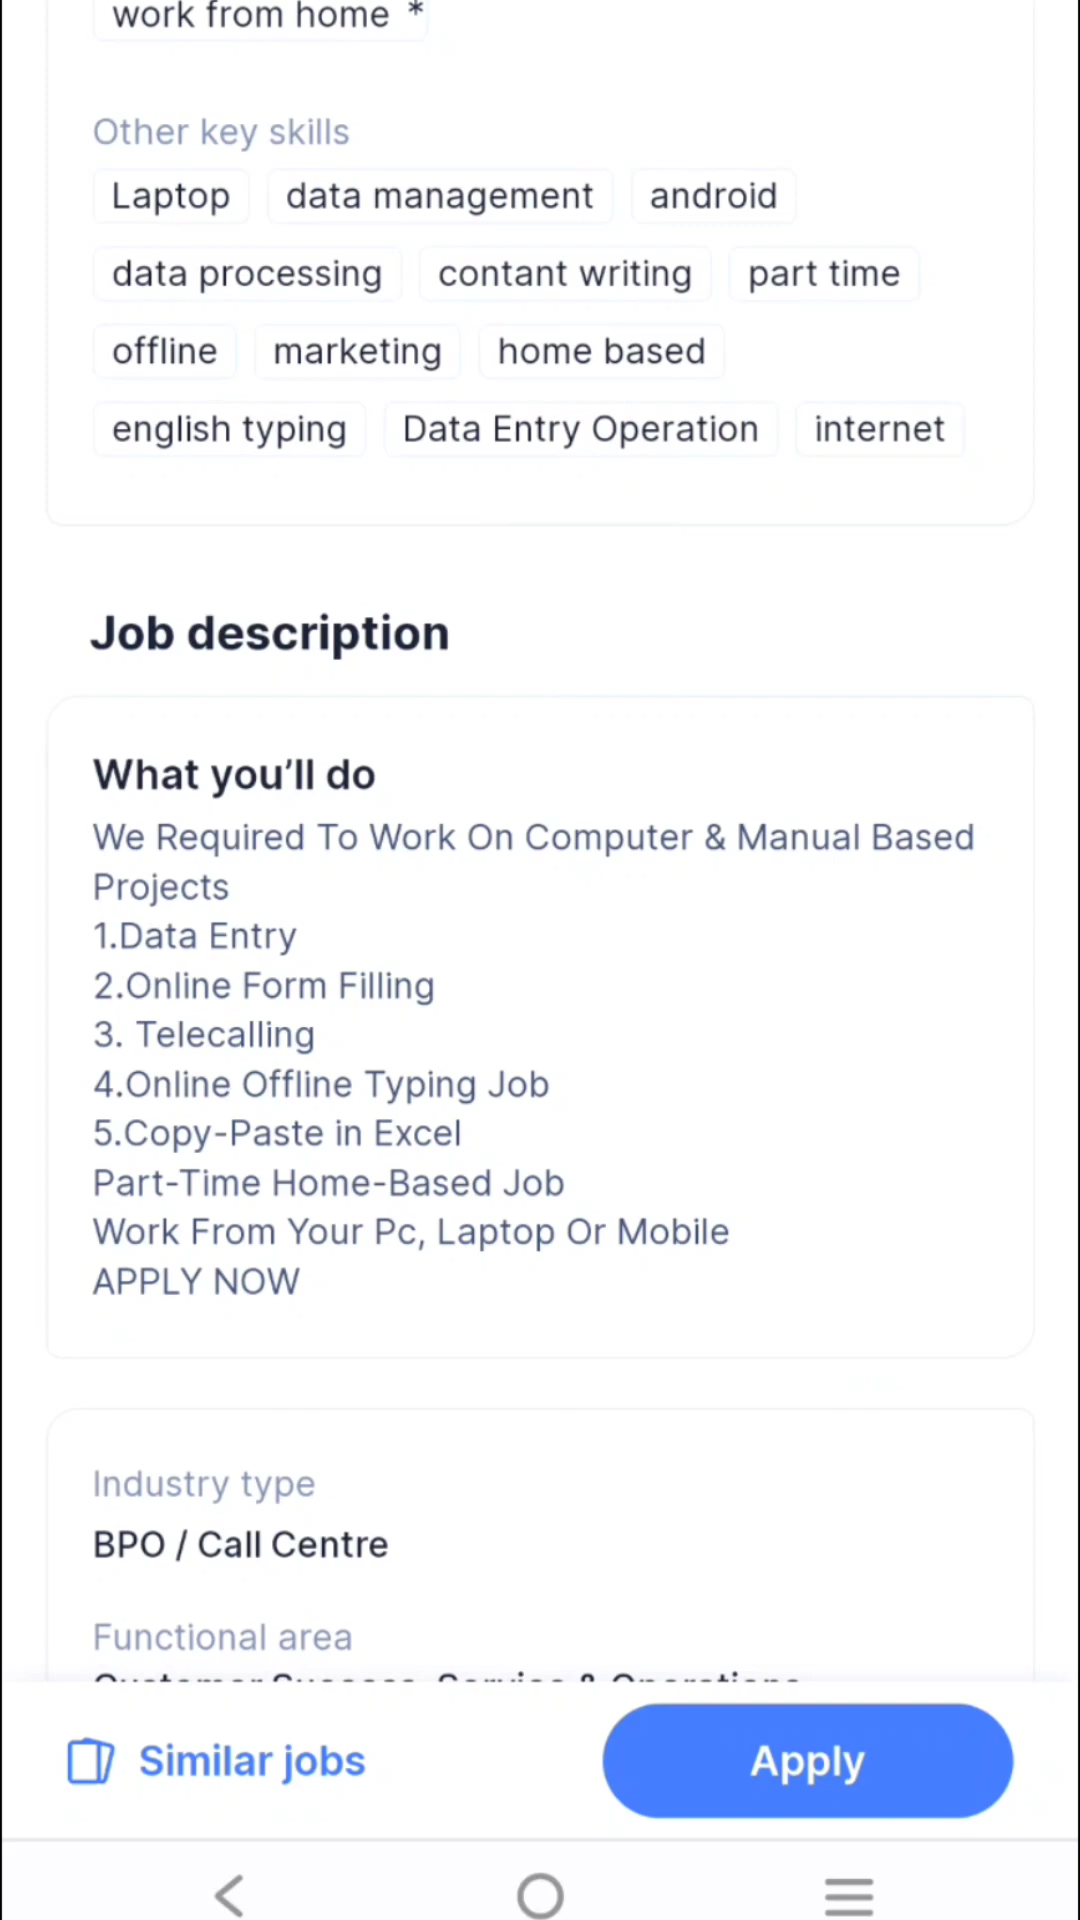 work from home *
Other key skills
Laptop data management android
data processing contant writing part time
offline marketing home based
english typing Data Entry Operation internet
Job description
What you’ll do
We Required To Work On Computer & Manual Based
Projects
1.Data Entry
2.Online Form Filling
3. Telecalling
4.Online Offline Typing Job
5.Copy-Paste in Excel
Part-Time Home-Based Job
Work From Your Pc, Laptop Or Mobile
APPLY NOW
Industry type
BPO / Call Centre
Functional area
Customer Success, Service & Operations
Similar jobs Apply